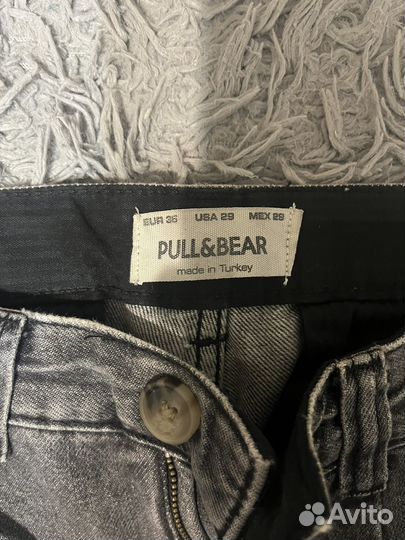 EUR 36 USA 29 MEX 29
PULL&BEAR
made in Turkey
Avito